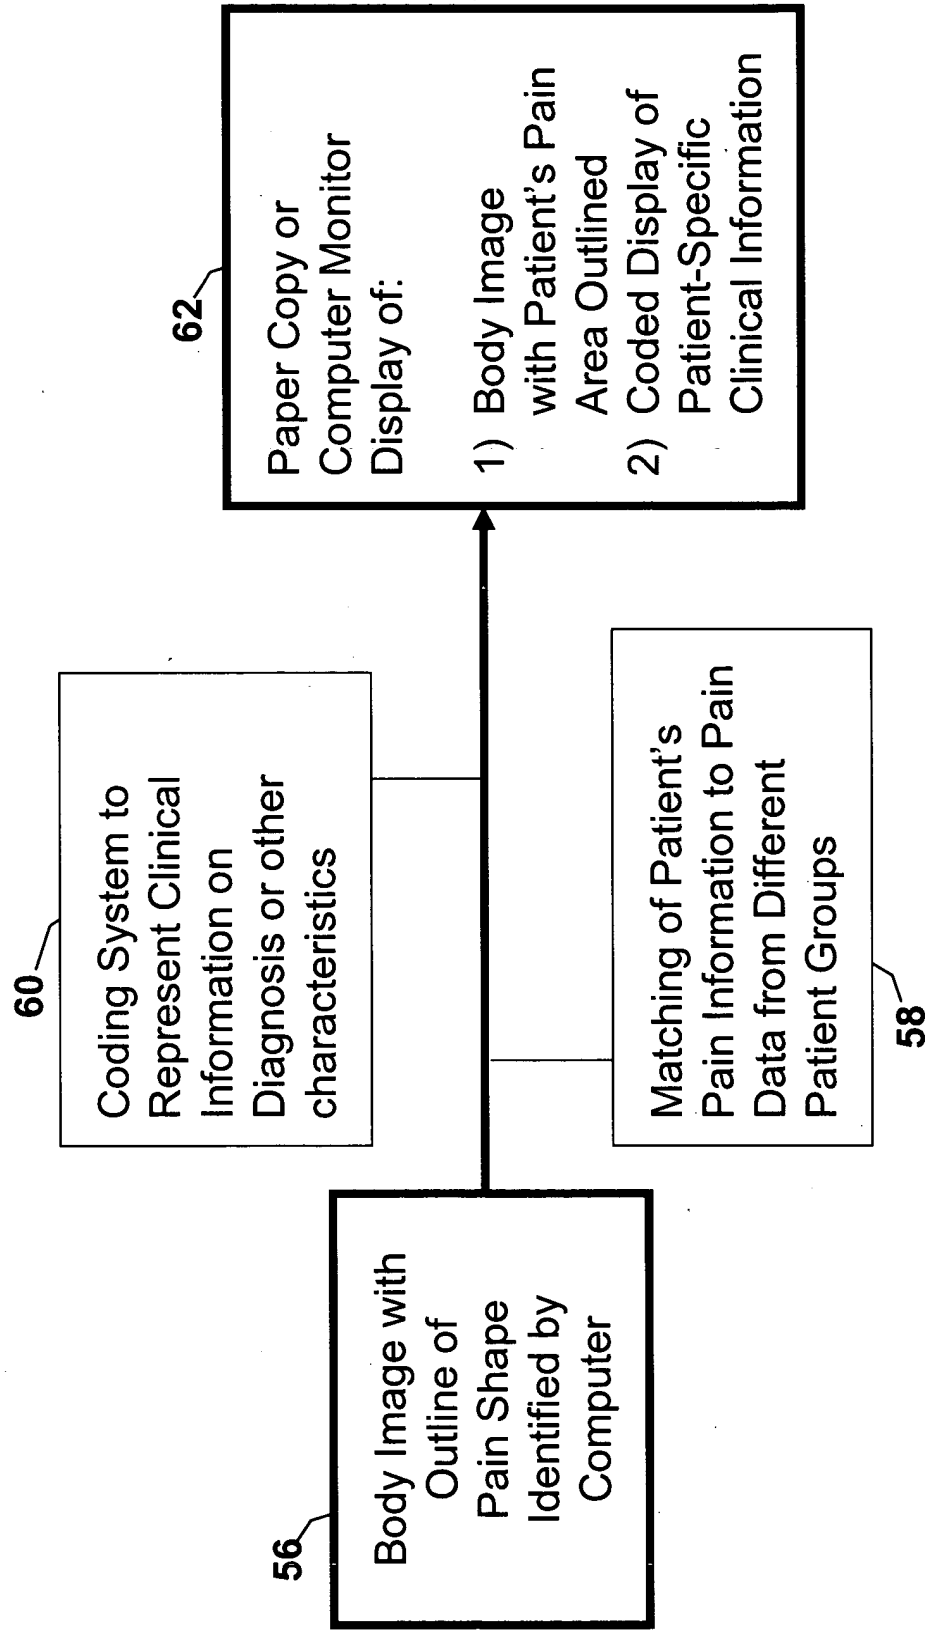 56
Body Image with
Outline of
Pain Shape
Identified by
Computer
60
Coding System to
Represent Clinical
Information on
Diagnosis or other
characteristics
Matching of Patient's
Pain Information to Pain
Data from Different
Patient Groups
58
62
Paper Copy or
Computer Monitor
Display of:
1) Body Image
with Patient's Pain
Area Outlined
2) Coded Display of
Patient-Specific
Clinical Information